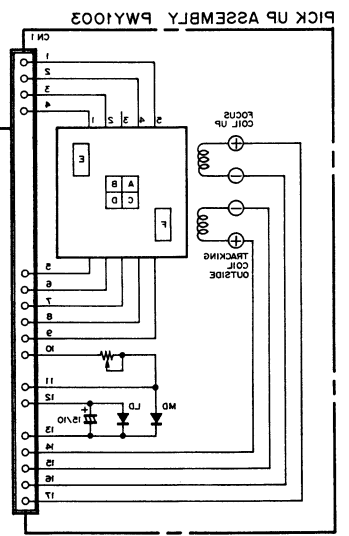 PICK UP ASSEMBLY PWY1003
CN1
1
2
3
4
1 2 3 4 5
FOCUS
COIL UP
E
B A
D C
F
TRACKING
COIL
OUTSIDE
5
6
7
8
9
10
11
12
+
15/10
LD
MD
13
14
15
16
17